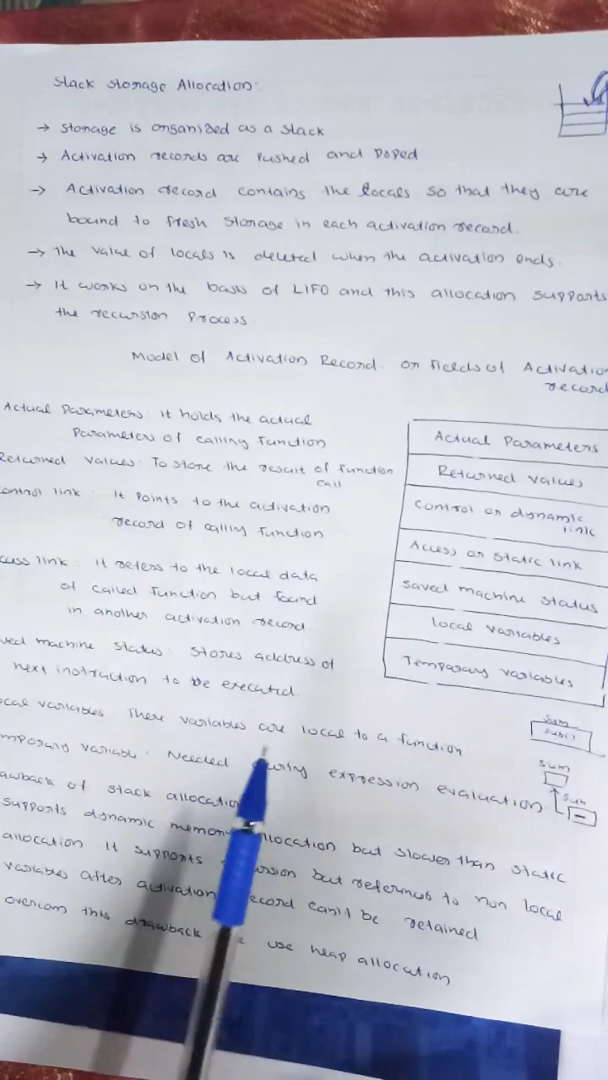 Stack Storage Allocation:
→ Storage is organised as a stack
→ Activation records are Pushed and Poped
→ Activation record contains the locals so that they are
bound to fresh storage in each activation record.
→ The value of locals is deleted when the activation ends.
→ It works on the basis of LIFO and this allocation supports
the recursion Process.
Model of Activation Record. or fields of Activatio
record
Actual Parameters: it holds the actual
Parameters of calling function
Returned values: To store the result of function
call
ontrol link: It Points to the activation
record of calling function
cess link: it refers to the local data
of called function but found
in another activation record
ved machine status: stores address of
next instruction to be executed.
ocal variables These variables are local to a function
mporary variable: Needed during expression evaluation
awback of stack allocation
supports dynamic memory allocation but slower than static
allocation it supports but references to non local
variables after activation record can't be retained
overcom this drawback use heap allocation
Actual Parameters
Returned values
Control or dynamic
link
Access or static link
Saved machine status
local variables
Temporary variables
Sum
Sum